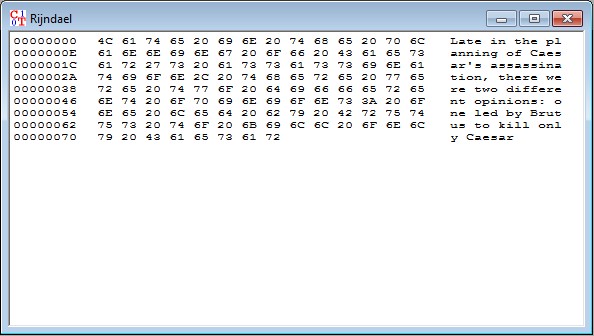 Rijndael
00000000 4C 61 74 65 20 69 6E 20 74 68 65 20 70 6C Late in the pl
0000000E 61 6E 6E 69 6E 67 20 6F 66 20 43 61 65 73 anning of Caes
0000001C 61 72 27 73 20 61 73 73 61 73 73 69 6E 61 ar's assassina
0000002A 74 69 6F 6E 2C 20 74 68 65 72 65 20 77 65 tion, there we
00000038 72 65 20 74 77 6F 20 64 69 66 66 65 72 65 re two differe
00000046 6E 74 20 6F 70 69 6E 69 6F 6E 73 3A 20 6F nt opinions: o
00000054 6E 65 20 6C 65 64 20 62 79 20 42 72 75 74 ne led by Brut
00000062 75 73 20 74 6F 20 6B 69 6C 6C 20 6F 6E 6C us to kill onl
00000070 79 20 43 61 65 73 61 72 y Caesar